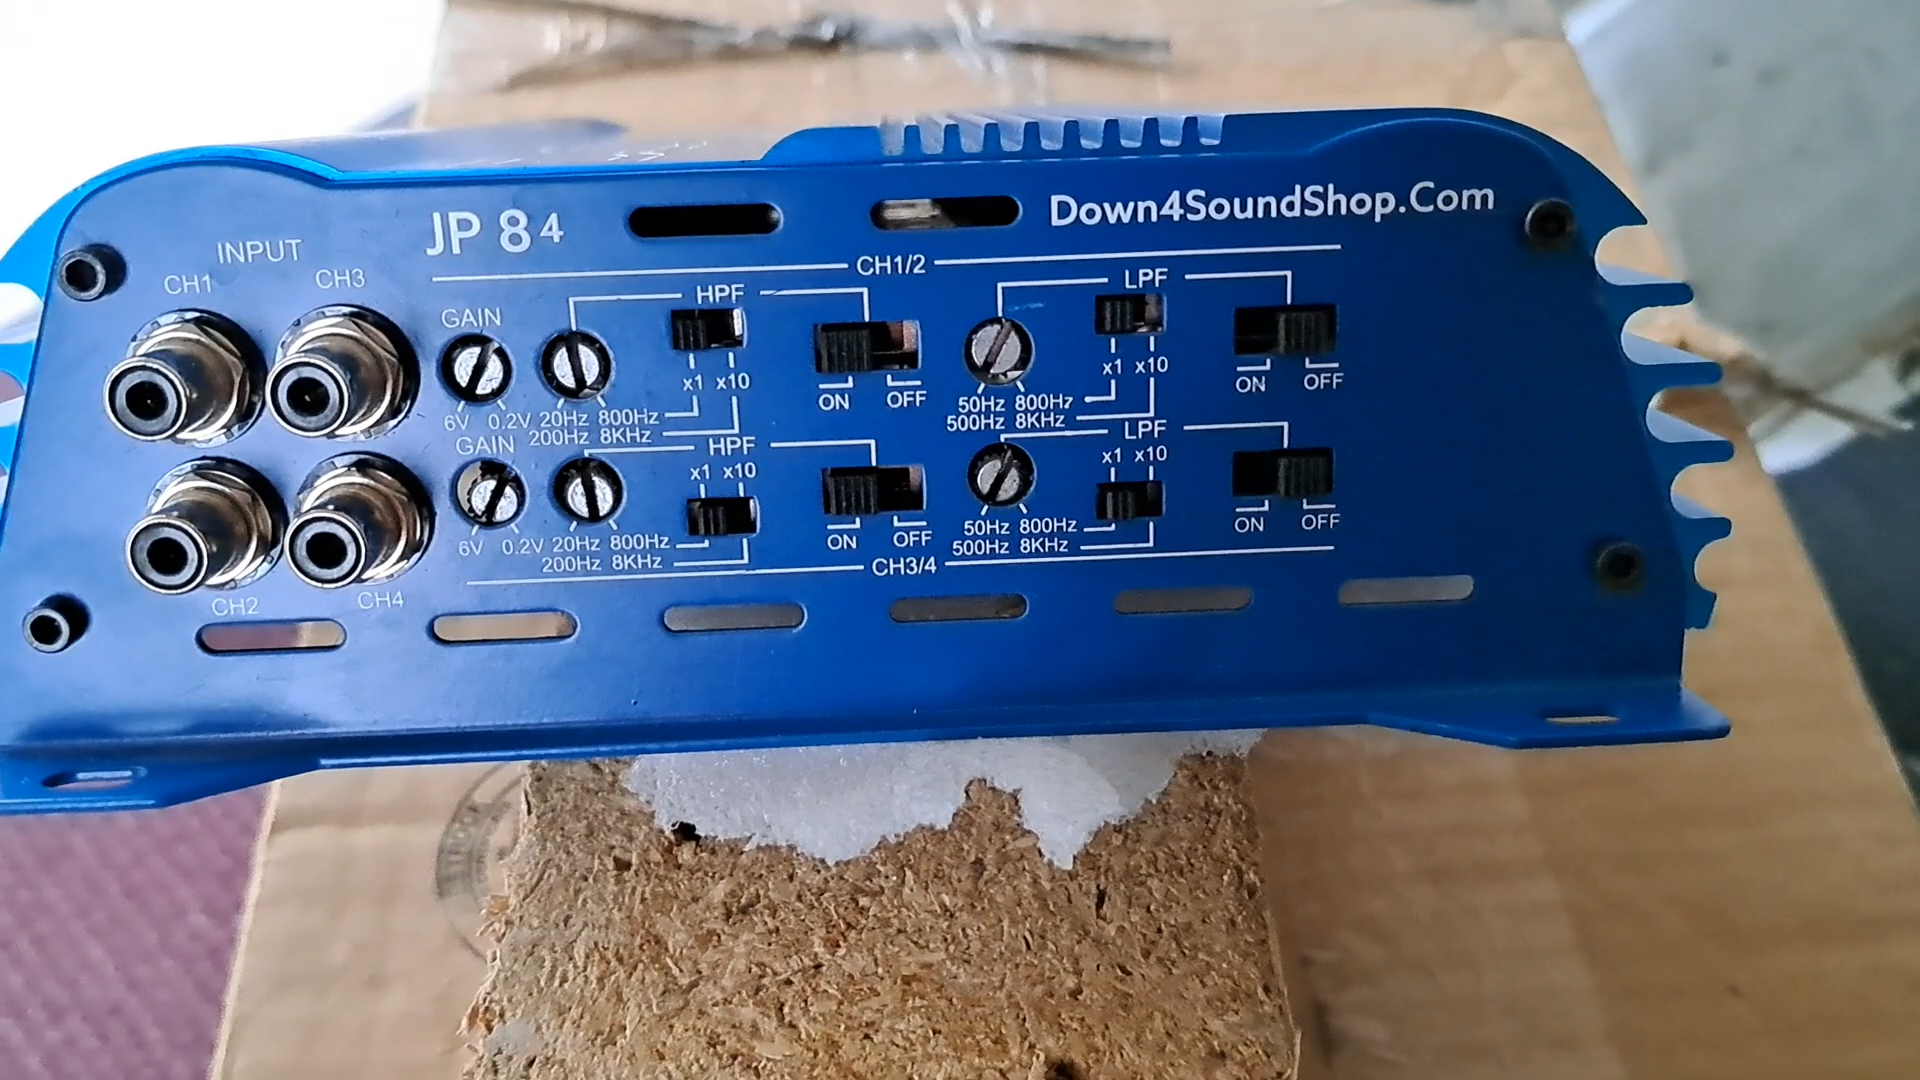 JP 84
Down4SoundShop.Com
INPUT
CH1 CH3
CH1/2
GAIN HPF LPF
x1 x10 ON OFF x1 x10 ON OFF
6V 0.2V 20Hz 800Hz 50Hz 800Hz
200Hz 8KHz 500Hz 8KHz
GAIN HPF LPF
x1 x10 x1 x10
ON OFF ON OFF
6V 0.2V 20Hz 800Hz 50Hz 800Hz
200Hz 8KHz 500Hz 8KHz
CH3/4
CH2 CH4